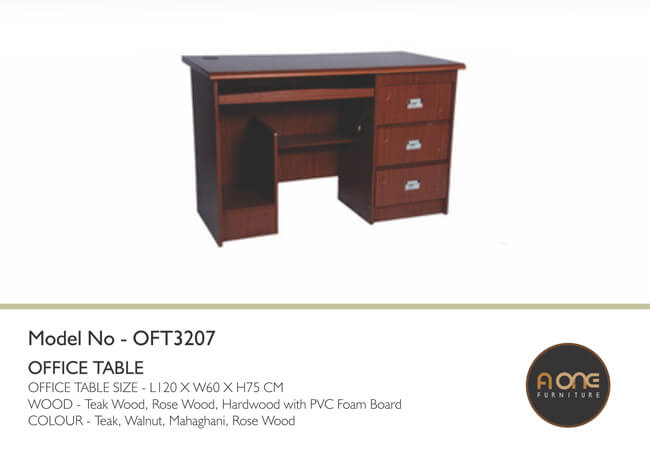 Model No - OFT3207
OFFICE TABLE
OFFICE TABLE SIZE - L120 X W60 X H75 CM
WOOD - Teak Wood, Rose Wood, Hardwood with PVC Foam Board
COLOUR - Teak, Walnut, Mahaghani, Rose Wood
A ONE
FURNITURE